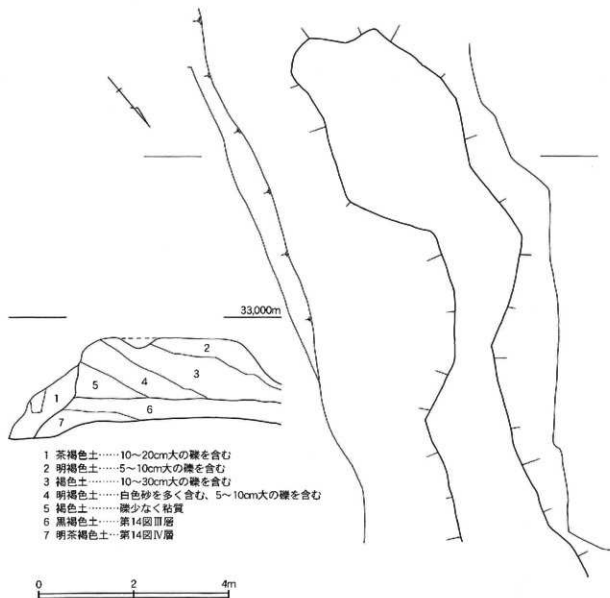 33,000m
2
3
4
5
1
6
7
1 茶褐色土……10〜20cm大の礫を含む
2 明褐色土……5〜10cm大の礫を含む
3 褐色土………10〜30cm大の礫を含む
4 明褐色土……白色砂を多く含む、5〜10cm大の礫を含む
5 褐色土………礫少なく粘質
6 黒褐色土……第14図Ⅲ層
7 明茶褐色土…第14図Ⅳ層
0 2 4m